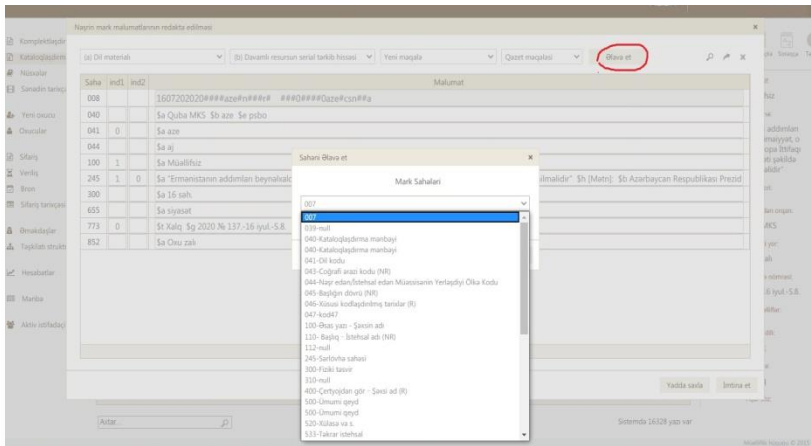 Nəşrin mark məlumatlarının redaktə edilməsi
Komplektləşdir
Kataloqlaşdırm
Nüsxələr
Sənədin tarixçə
Yeni oxucu
Oxucular
Sifariş
Veriliş
Bron
Sifariş tarixçəsi
Əməkdaşlar
Təşkilati strukt
Hesabatlar
Mənbə
Aktiv istifadəçi
(a) Dil materialı
(b) Davamlı resursun serial tərkib hissəsi
Yeni məqalə
Qəzet məqaləsi
Əlavə et
Sahə ind1 ind2 Məlumat
008 1607202020####aze#n###r# ###0####0aze#csn##a
040 $a Quba MKS $b aze $e psbo
041 0 $a aze
044 $a aj
100 1 $a Müəllifsiz
245 1 0 $a "Ermənistanın addımları beynəlxalq
ilməlidir" $h [Mətn]: $b Azərbaycan Respublikası Prezid
300 $a 16 səh.
655 $a siyasət
773 0 $t Xalq $g 2020 № 137.-16 iyul.-S.8.
852 $a Oxu zalı
Sahəni Əlavə et
Mark Sahələri
007
007
039-null
040-Kataloqlaşdırma mənbəyi
040-Kataloqlaşdırma mənbəyi
041-Dil kodu
043-Coğrafi ərazi kodu (NR)
044-Nəşr edən/İstehsal edən Müəssisənin Yerləşdiyi Ölkə Kodu
045-Başlığın dövrü (NR)
046-Xüsusi kodlaşdırılmış tarixlər (R)
047-kod47
100-Əsas yazı - Şəxsin adı
110- Başlıq - İstehsal adı (NR)
112-null
245-Sərlövhə sahəsi
300-Fiziki təsvir
310-null
400-Çertyojdan gör - Şəxsi ad (R)
500-Ümumi qeyd
500-Ümumi qeyd
520-Xülasə və s.
533-Təkrar istehsal
Yadda saxla
İmtina et
Axtar...
Sistemdə 16328 yazı var